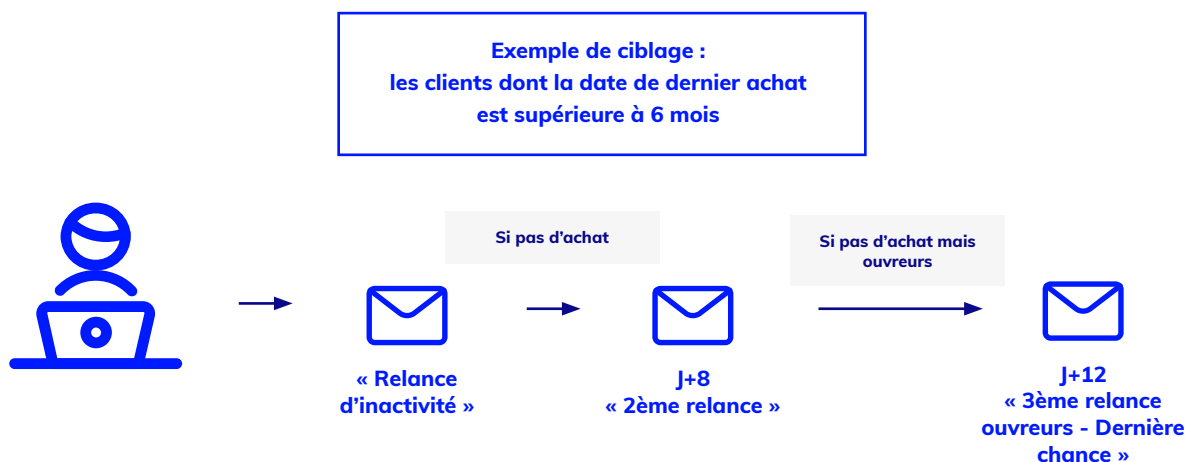 Exemple de ciblage :
les clients dont la date de dernier achat
est supérieure à 6 mois
Si pas d’achat
Si pas d’achat mais
ouvreurs
« Relance
d’inactivité »
J+8
« 2ème relance »
J+12
« 3ème relance
ouvreurs - Dernière
chance »